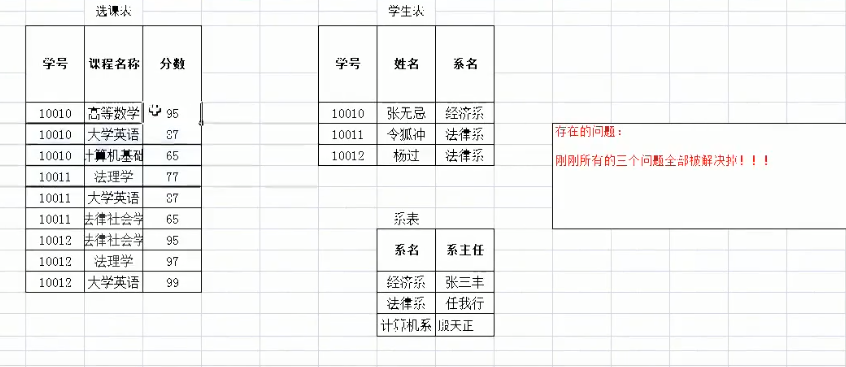 选课表
学号 课程名称 分数
10010 高等数学 95
10010 大学英语 87
10010 计算机基础 65
10011 法理学 77
10011 大学英语 87
10011 法律社会学 65
10012 法律社会学 95
10012 法理学 97
10012 大学英语 99
学生表
学号 姓名 系名
10010 张无忌 经济系
10011 令狐冲 法律系
10012 杨过 法律系
系表
系名 系主任
经济系 张三丰
法律系 任我行
计算机系 殷天正
存在的问题:
刚刚所有的三个问题全部被解决掉!!!